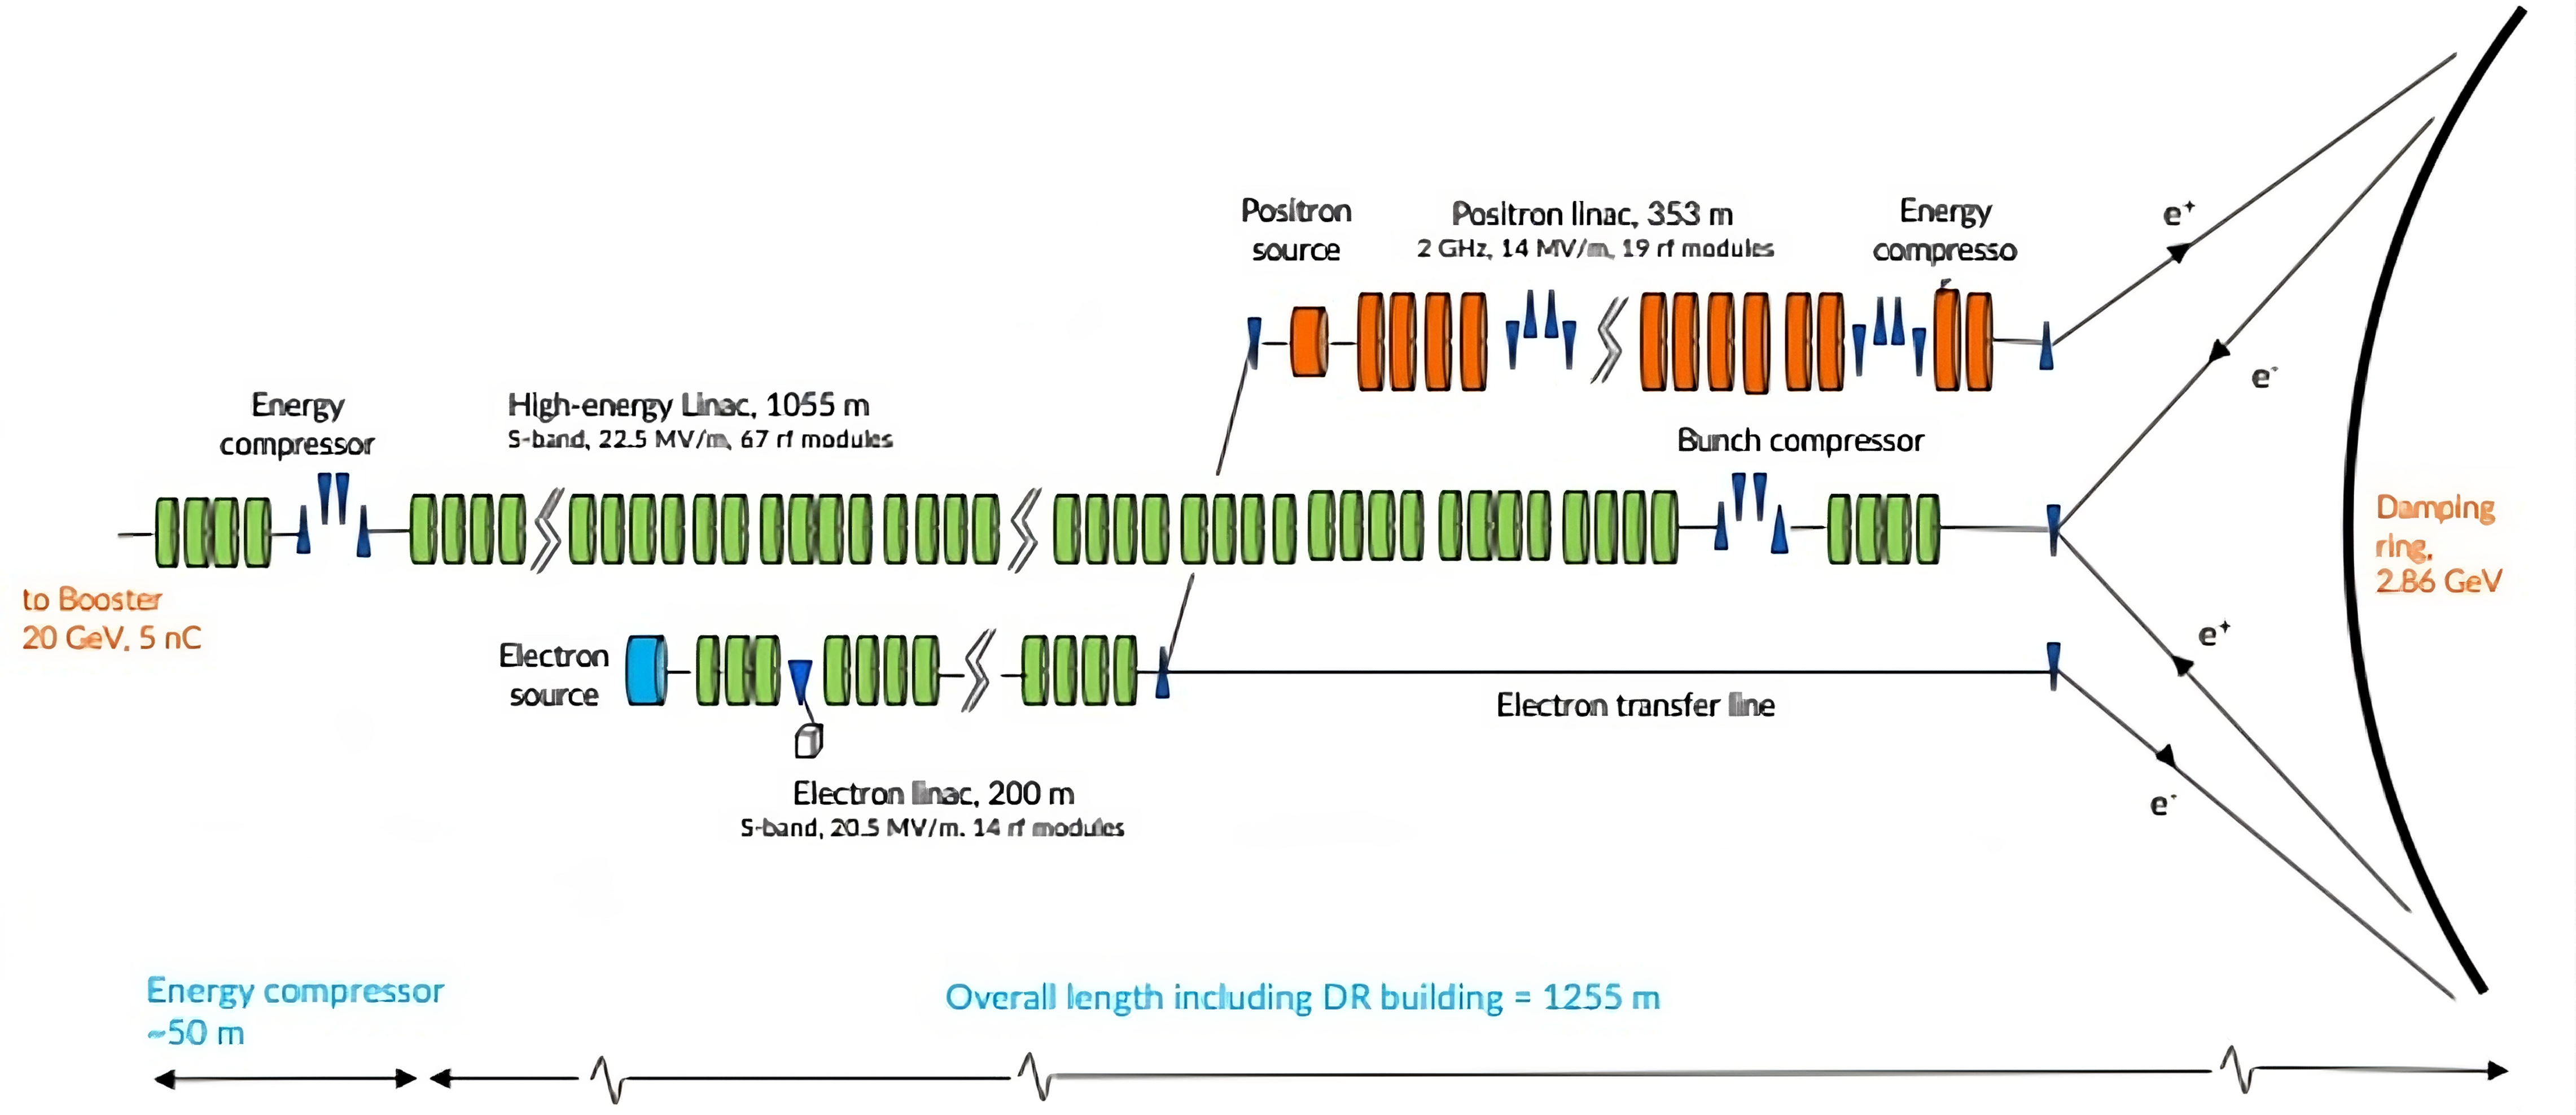 Positron
source
Positron linac, 353 m
2 GHz, 14 MV/m, 19 rf modules
Energy
compresso
e⁺
e⁻
Energy
compressor
High-energy Linac, 1055 m
S-band, 22.5 MV/m, 67 rf modules
Bunch compressor
Damping
ring,
2.86 GeV
to Booster
20 GeV, 5 nC
Electron
source
Electron transfer line
e⁺
e⁻
Electron linac, 200 m
S-band, 20.5 MV/m. 14 rf modules
Energy compressor
~50 m
Overall length including DR building = 1255 m